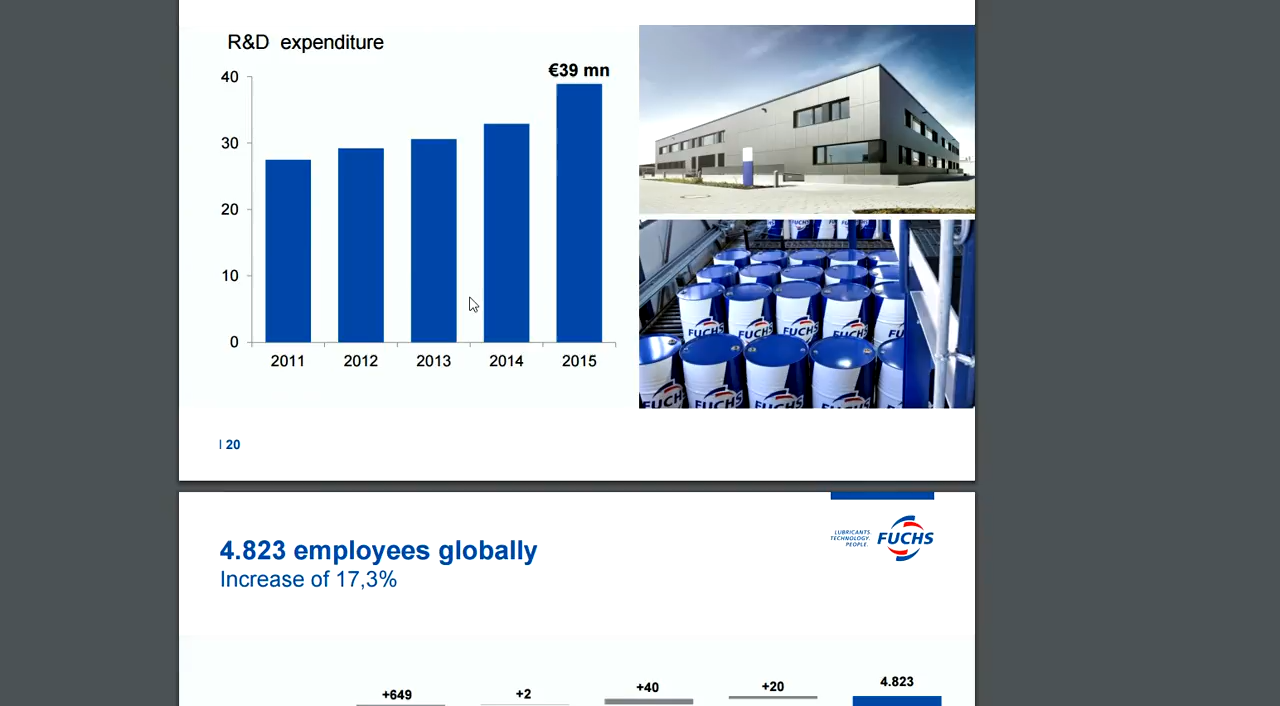 R&D expenditure
€39 mn
40
30
20
10
0
2011 2012 2013 2014 2015
FUCHS FUCHS FUCHS FUCHS
FUCHS FUCHS FUCHS FUCHS
I 20
LUBRICANTS.
TECHNOLOGY.
PEOPLE.
FUCHS
4.823 employees globally
Increase of 17,3%
+649 +2 +40 +20 4.823